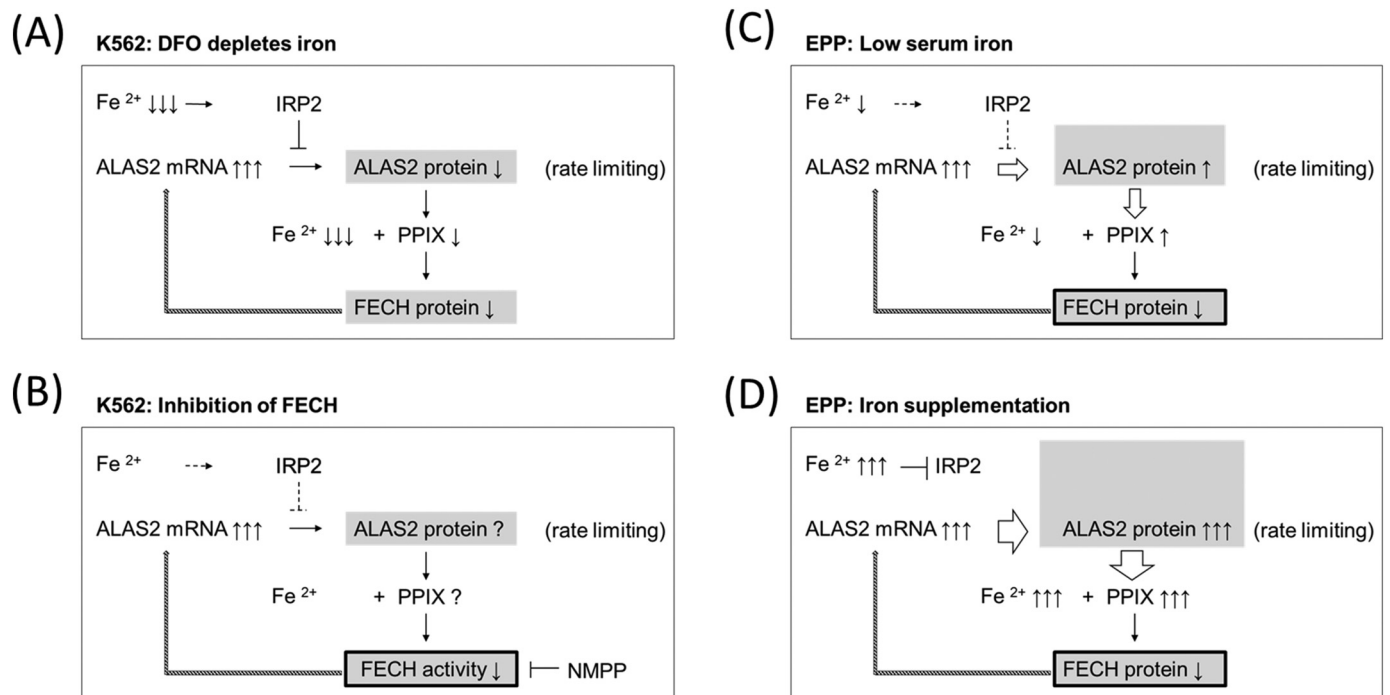 (A)
K562: DFO depletes iron
Fe 2+ ↓↓↓ → IRP2
ALAS2 mRNA ↑↑↑ → ALAS2 protein ↓ (rate limiting)
Fe 2+ ↓↓↓ + PPIX ↓
FECH protein ↓
(B)
K562: Inhibition of FECH
Fe 2+ IRP2
ALAS2 mRNA ↑↑↑ → ALAS2 protein ? (rate limiting)
Fe 2+ + PPIX ?
FECH activity ↓ NMPP
(C)
EPP: Low serum iron
Fe 2+ ↓ IRP2
ALAS2 mRNA ↑↑↑ ALAS2 protein ↑ (rate limiting)
Fe 2+ ↓ + PPIX ↑
FECH protein ↓
(D)
EPP: Iron supplementation
Fe 2+ ↑↑↑ IRP2
ALAS2 mRNA ↑↑↑ ALAS2 protein ↑↑↑ (rate limiting)
Fe 2+ ↑↑↑ + PPIX ↑↑↑
FECH protein ↓